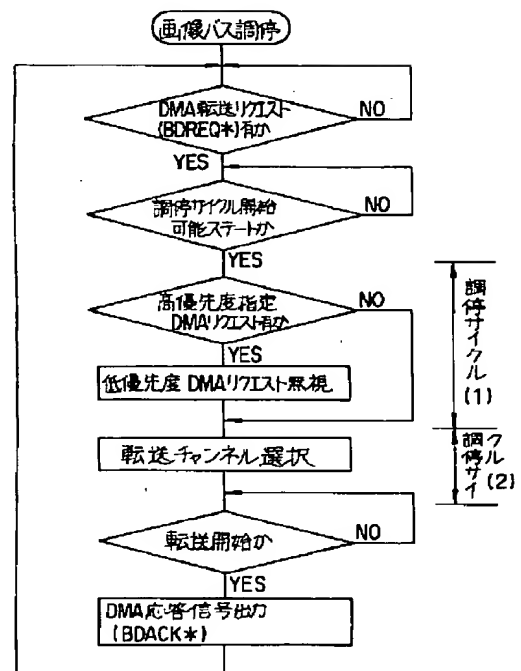 画像バス調停
DMA転送リクエスト
(BDREQ*)有か
NO
YES
調停サイクル開始
可能ステートか
NO
YES
高優先度指定
DMAリクエスト有か
NO
YES
低優先度 DMAリクエスト無視
調停サイクル
(1)
転送チャンネル選択
調停サイ
クル
(2)
転送開始か
NO
YES
DMA応答信号出力
(BDACK*)